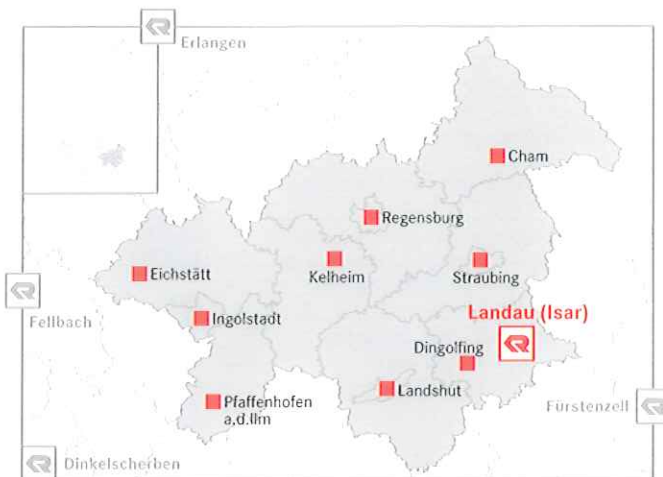 Erlangen
Cham
Regensburg
Eichstätt
Kelheim
Straubing
Fellbach
Ingolstadt
Landau (Isar)
Dingolfing
Landshut
Pfaffenhofen
a.d.Ilm
Fürstenzell
Dinkelscherben